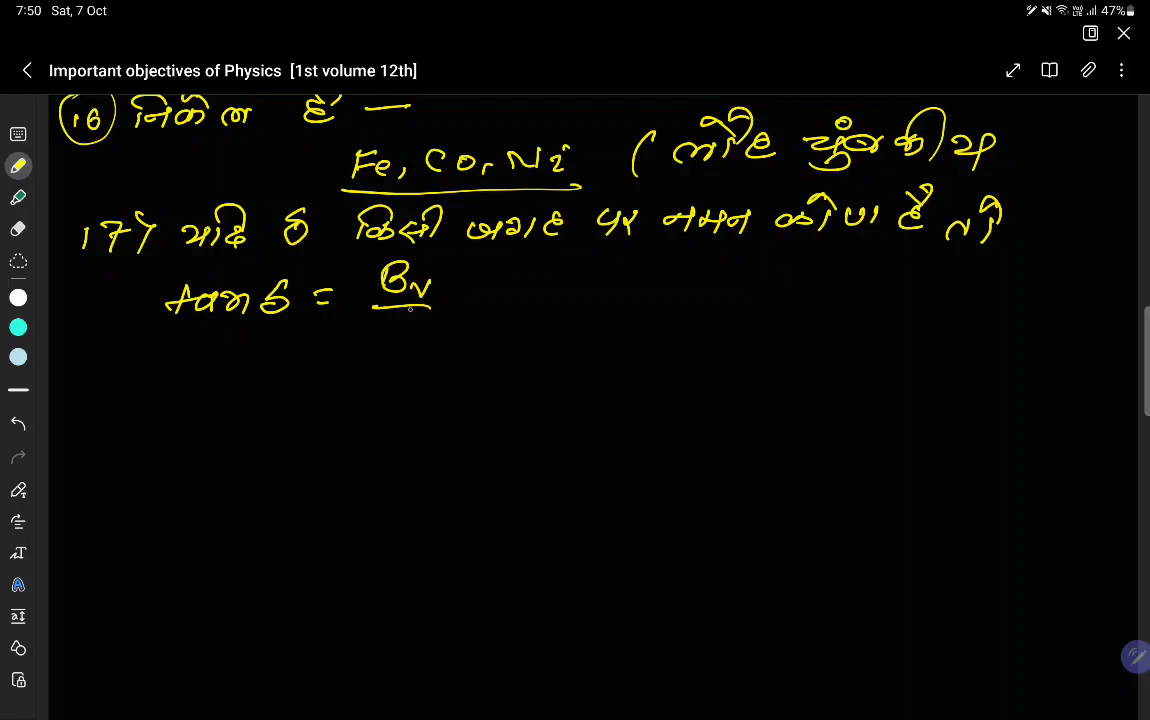 7:50 Sat, 7 Oct 47%
Important objectives of Physics [1st volume 12th]
16 निकेल है —
Fe, Co, Ni (लौह चुंबकीय
17) यदि δ किसी जगह पर नमन कोण है तो
tan δ = Bv